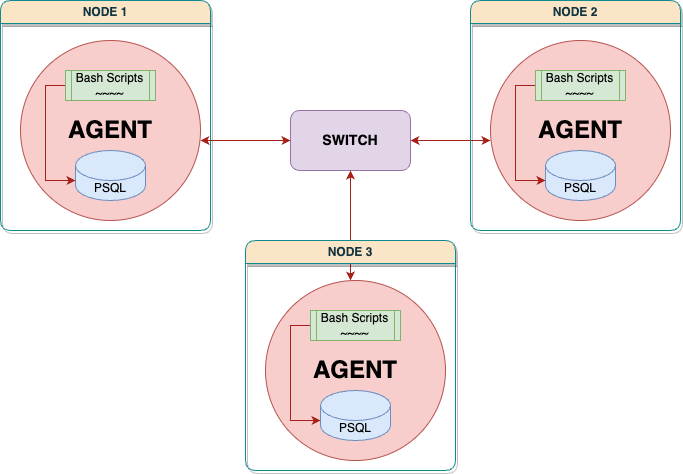 NODE 1
Bash Scripts
~~~~
AGENT
PSQL
NODE 2
Bash Scripts
~~~~
AGENT
PSQL
SWITCH
NODE 3
Bash Scripts
~~~~
AGENT
PSQL